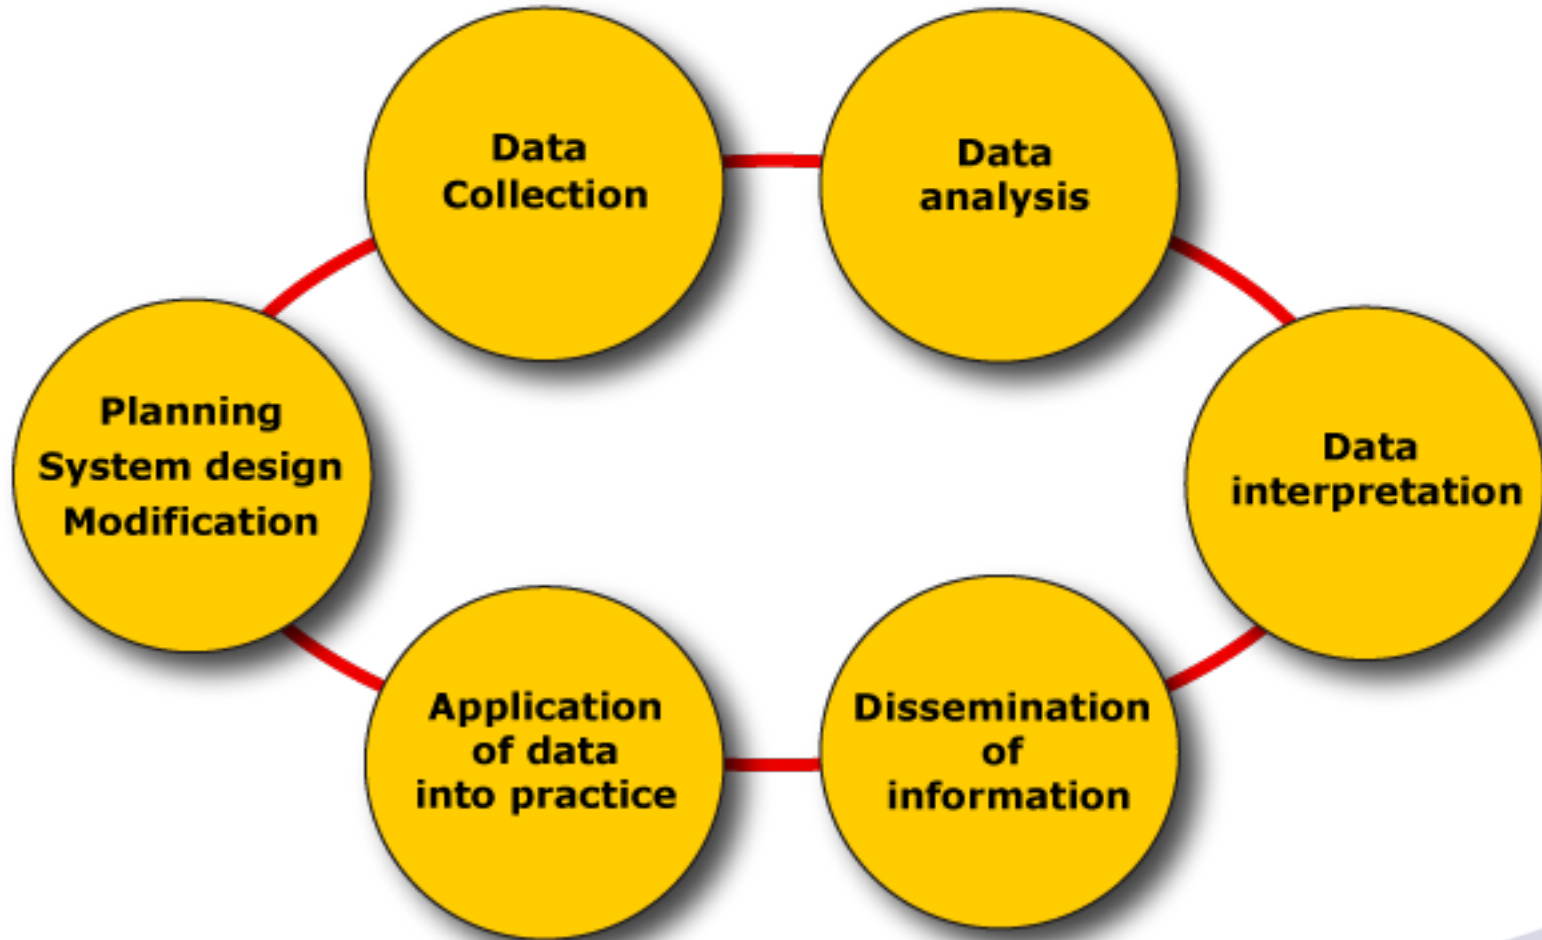 Data
Collection
Data
analysis
Planning
System design
Modification
Data
interpretation
Application
of data
into practice
Dissemination
of
information